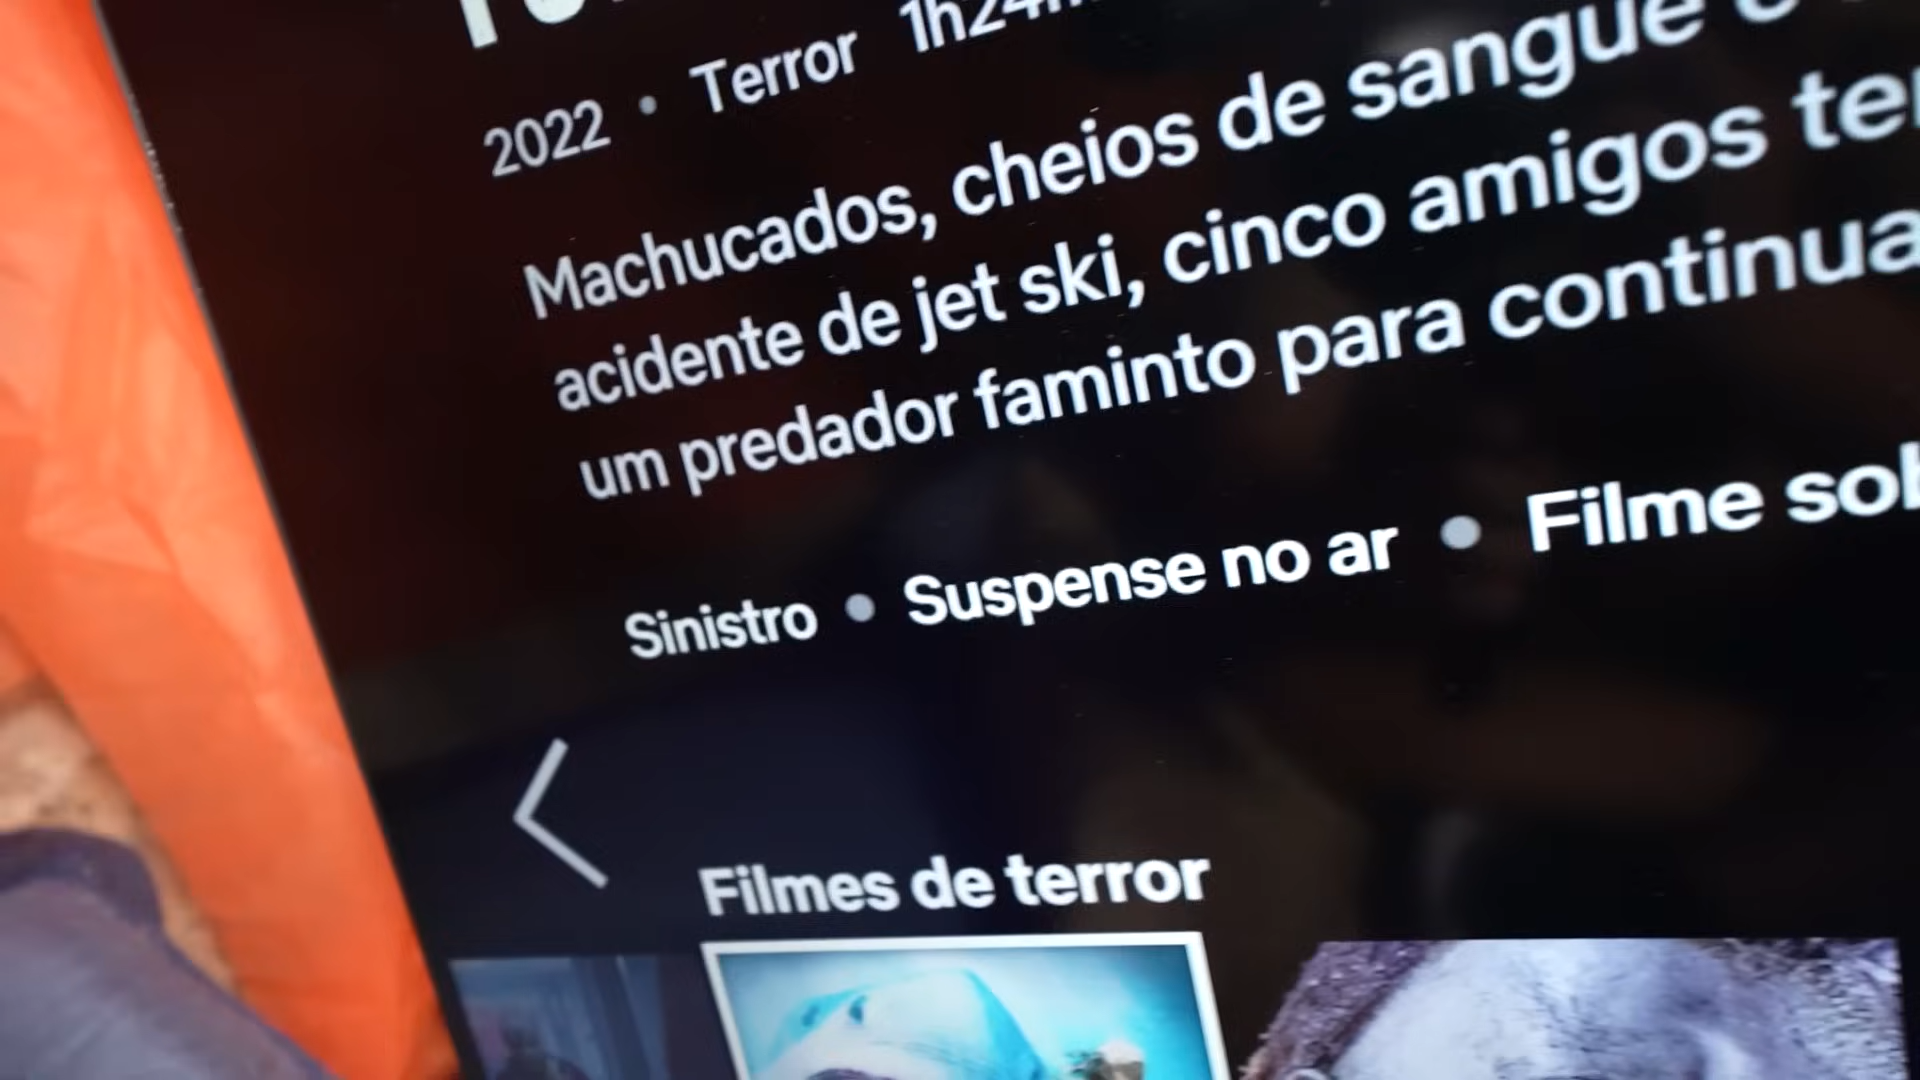 2022 • Terror 1h24m
Machucados, cheios de sangue e
acidente de jet ski, cinco amigos
um predador faminto para
Sinistro • Suspense no ar • Filme
Filmes de terror